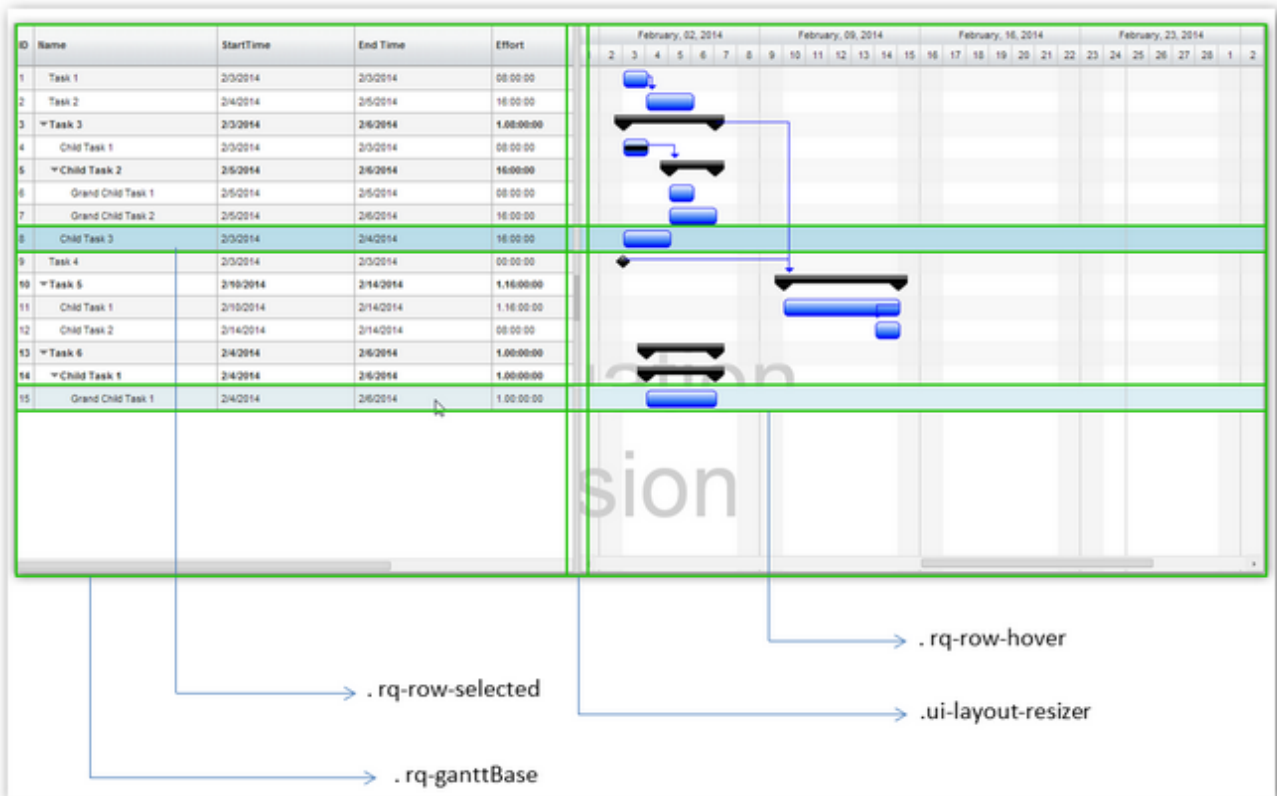 ID Name StartTime End Time Effort
February, 02, 2014 February, 09, 2014 February, 16, 2014 February, 23, 2014
1 2 3 4 5 6 7 8 9 10 11 12 13 14 15 16 17 18 19 20 21 22 23 24 25 26 27 28 1 2
1 Task 1 2/3/2014 2/3/2014 08:00:00
2 Task 2 2/4/2014 2/5/2014 16:00:00
3 Task 3 2/3/2014 2/6/2014 1.08:00:00
4 Child Task 1 2/3/2014 2/3/2014 08:00:00
5 Child Task 2 2/5/2014 2/6/2014 16:00:00
6 Grand Child Task 1 2/5/2014 2/5/2014 08:00:00
7 Grand Child Task 2 2/5/2014 2/6/2014 16:00:00
8 Child Task 3 2/3/2014 2/4/2014 16:00:00
9 Task 4 2/3/2014 2/3/2014 00:00:00
10 Task 5 2/10/2014 2/14/2014 1.16:00:00
11 Child Task 1 2/10/2014 2/14/2014 1.16:00:00
12 Child Task 2 2/14/2014 2/14/2014 08:00:00
13 Task 6 2/4/2014 2/6/2014 1.00:00:00
14 Child Task 1 2/4/2014 2/6/2014 1.00:00:00
15 Grand Child Task 1 2/4/2014 2/6/2014 1.00:00:00
uation
sion
. rq-row-hover
. rq-row-selected
.ui-layout-resizer
. rq-ganttBase